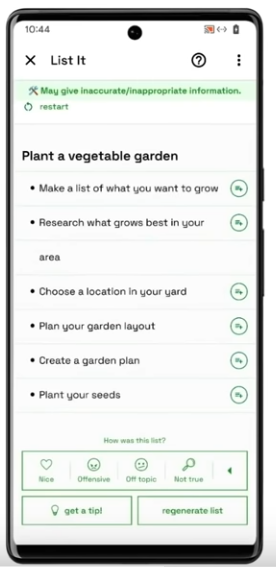 10:44
List It
May give inaccurate/inappropriate information.
restart
Plant a vegetable garden
• Make a list of what you want to grow
• Research what grows best in your
area
• Choose a location in your yard
• Plan your garden layout
• Create a garden plan
• Plant your seeds
How was this list?
Nice Offensive Off topic Not true
get a tip! regenerate list